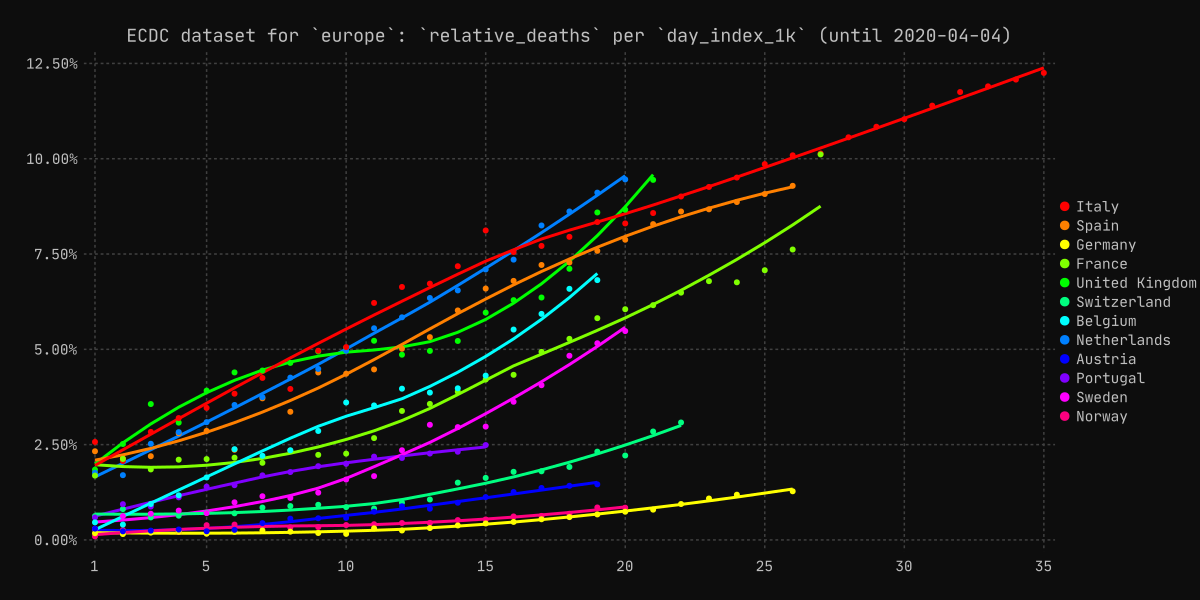 ECDC dataset for `europe`: `relative_deaths` per `day_index_1k` (until 2020-04-04)
12.50%
10.00%
7.50%
5.00%
2.50%
0.00%
1 5 10 15 20 25 30 35
Italy
Spain
Germany
France
United Kingdom
Switzerland
Belgium
Netherlands
Austria
Portugal
Sweden
Norway